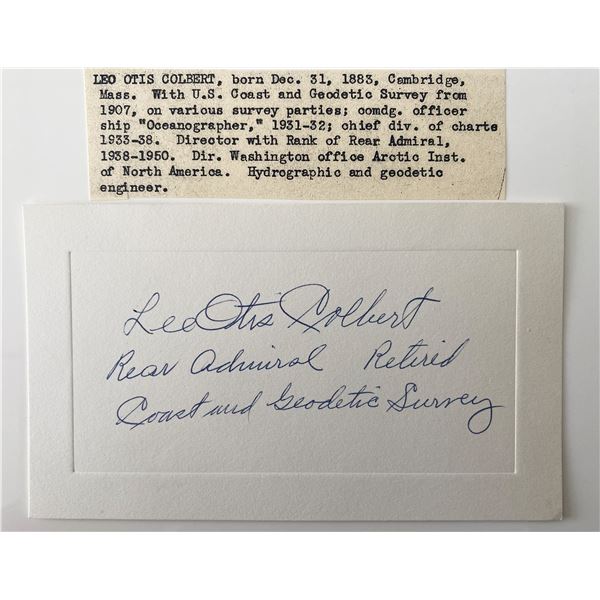 LEO OTIS COLBERT, born Dec. 31, 1883, Cambridge,
Mass. With U.S. Coast and Geodetic Survey from
1907, on various survey parties; comdg. officer
ship "Oceanographer," 1931-32; chief div. of charts
1933-38. Director with Rank of Rear Admiral,
1938-1950. Dir. Washington office Arctic Inst.
of North America. Hydrographic and geodetic
engineer.
Leo Otis Colbert
Rear Admiral Retired
Coast and Geodetic Survey